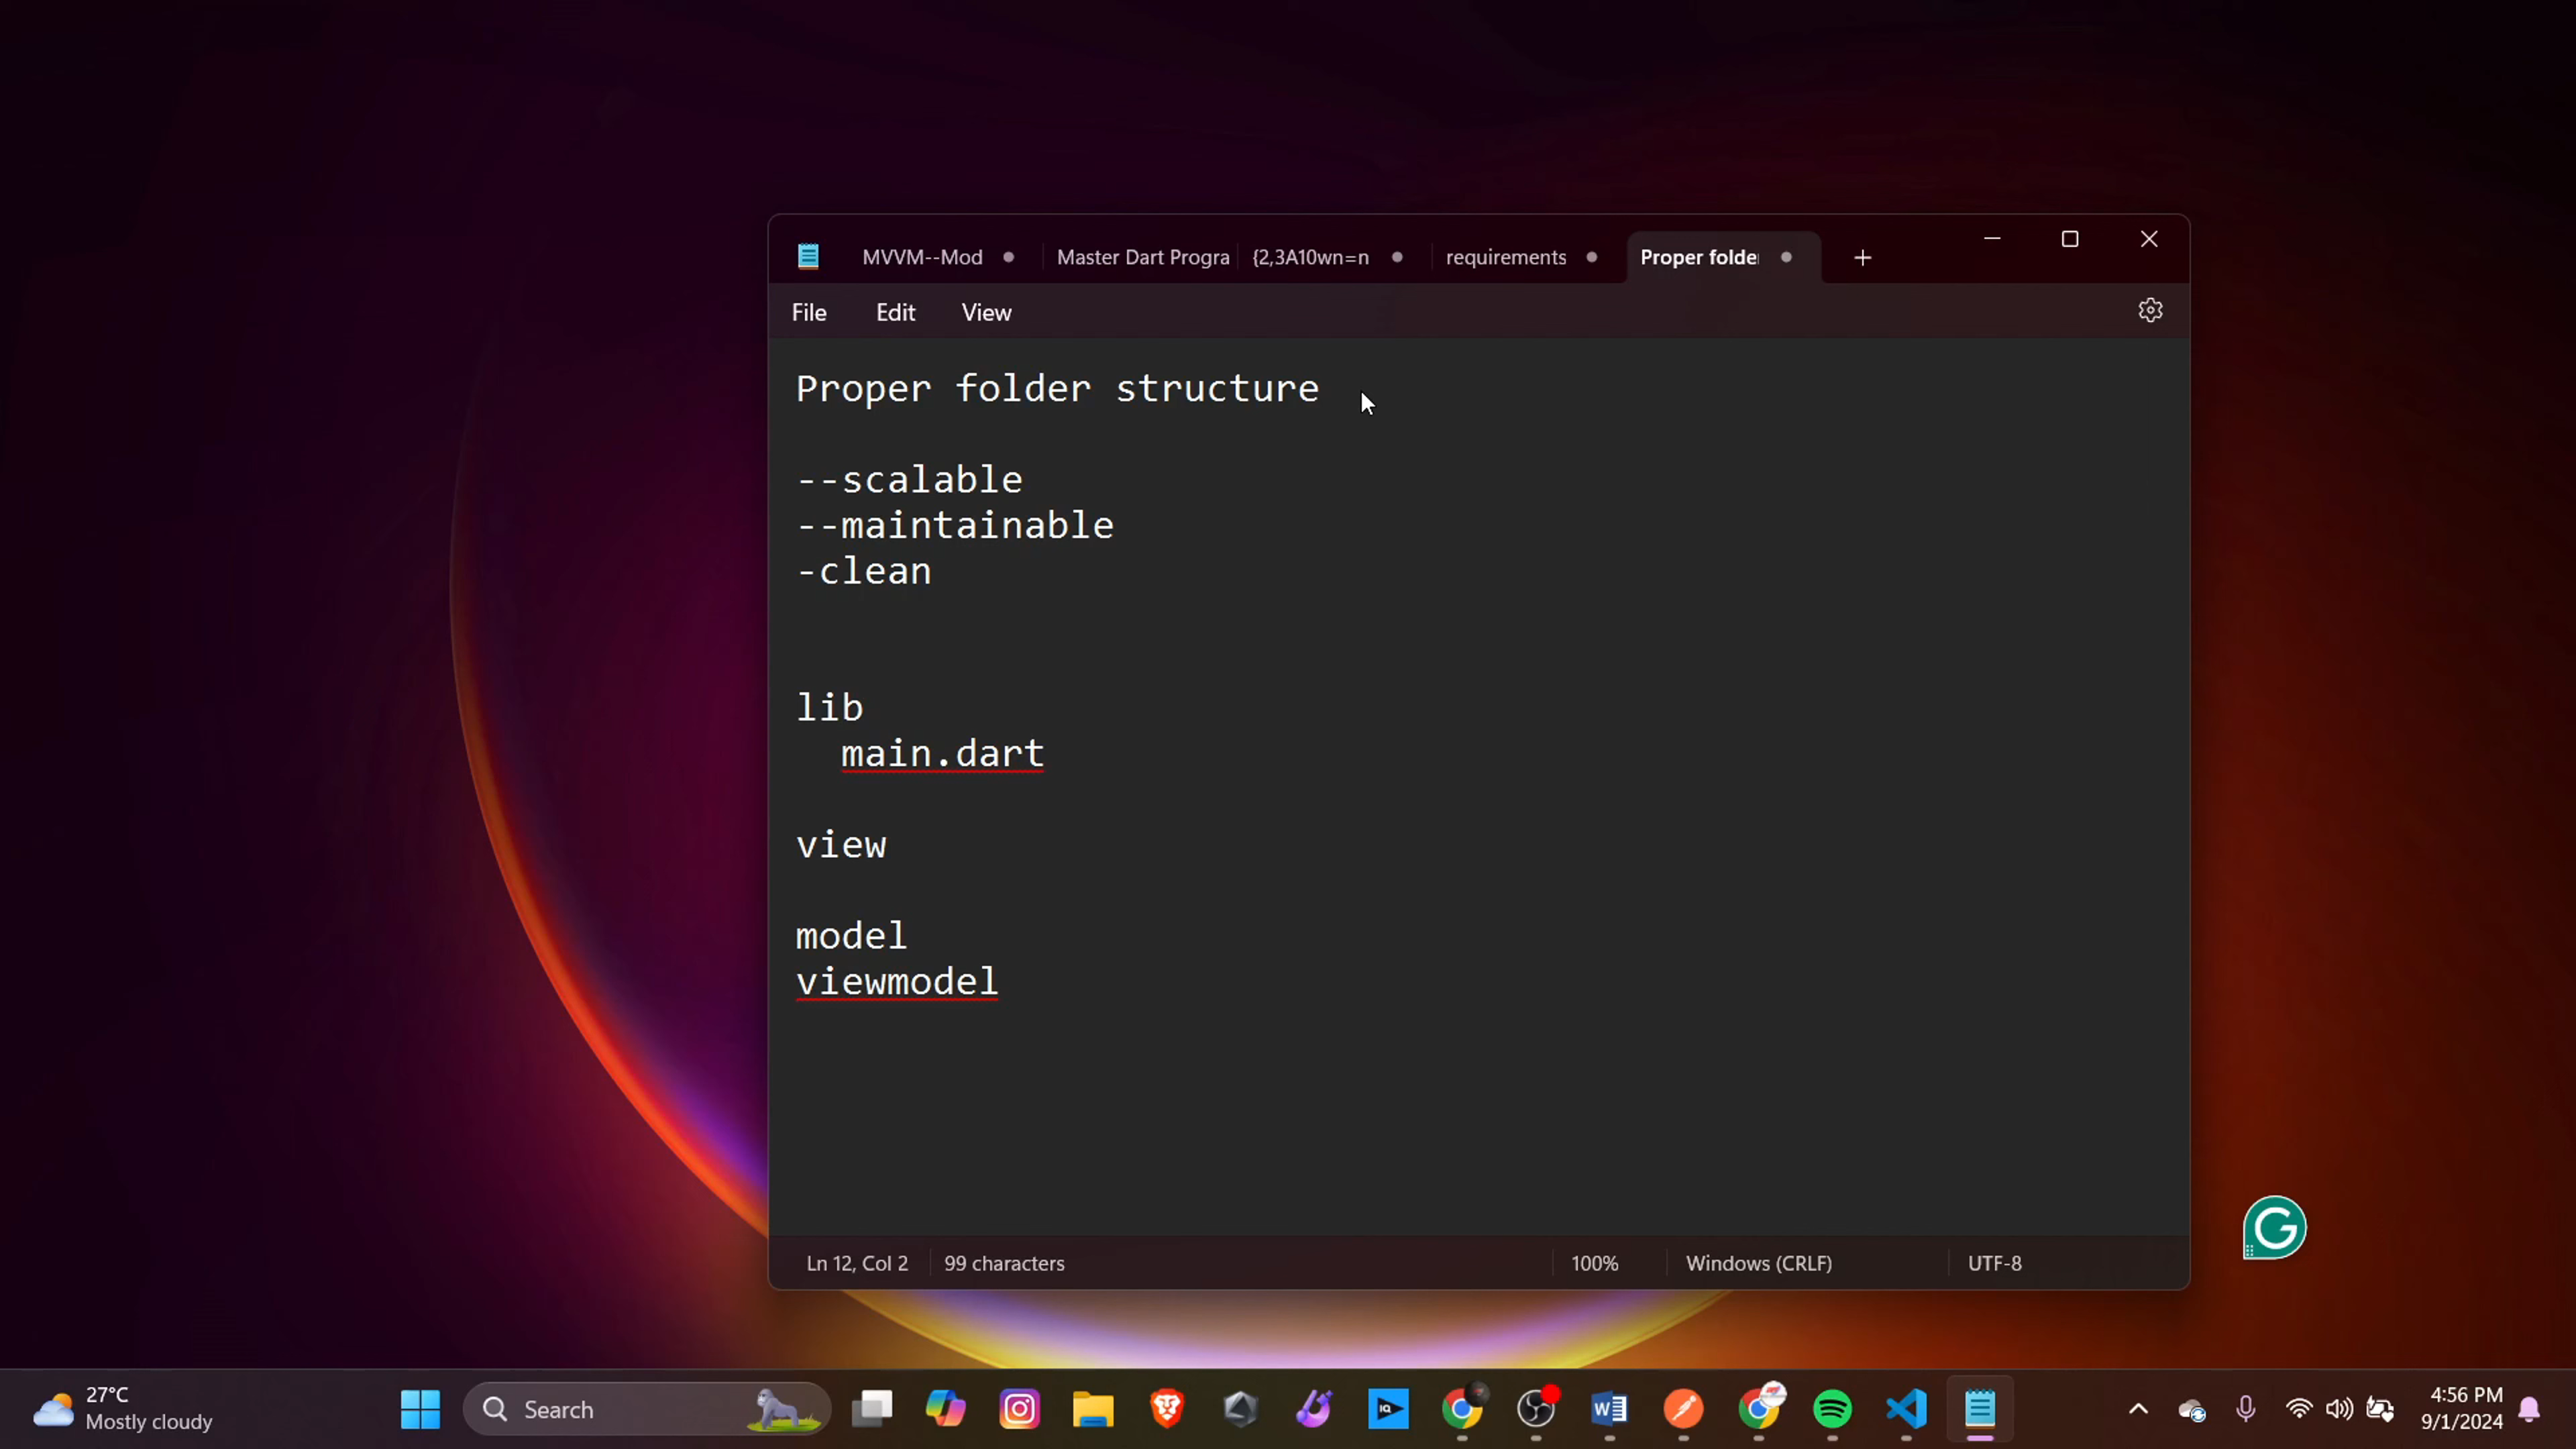 MVVM--Mod
Master Dart Progra
{2,3A10wn=n
requirements
Proper folde
File
Edit
View
Proper folder structure
--scalable
--maintainable
-clean
lib
main.dart
view
model
viewmodel
Ln 12, Col 2
99 characters
100%
Windows (CRLF)
UTF-8
27°C
Mostly cloudy
Search
4:56 PM
9/1/2024